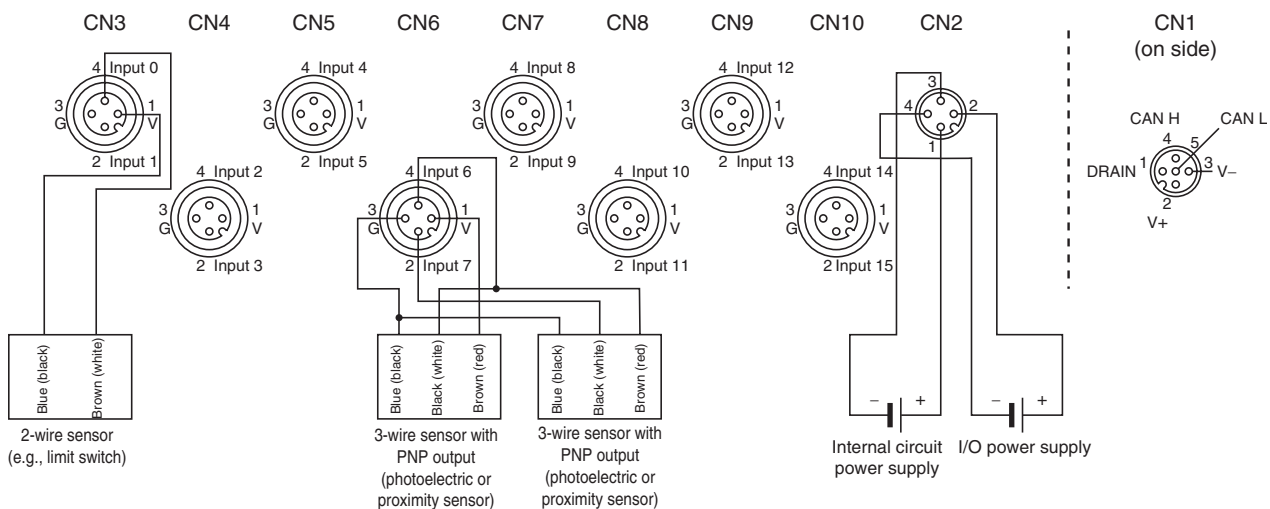 CN3 CN4 CN5 CN6 CN7 CN8 CN9 CN10 CN2 CN1
(on side)
4 Input 0
3 1
G V
2 Input 1
4 Input 2
3 1
G V
2 Input 3
4 Input 4
3 1
G V
2 Input 5
4 Input 6
3 1
G V
2 Input 7
4 Input 8
3 1
G V
2 Input 9
4 Input 10
3 1
G V
2 Input 11
4 Input 12
3 1
G V
2 Input 13
4 Input 14
3 1
G V
2 Input 15
3
4 2
1
CAN H CAN L
4 5
DRAIN 1 3 V−
2
V+
Blue (black)
Brown (white)
2-wire sensor
(e.g., limit switch)
Blue (black)
Black (white)
Brown (red)
3-wire sensor with
PNP output
(photoelectric or
proximity sensor)
Blue (black)
Black (white)
Brown (red)
3-wire sensor with
PNP output
(photoelectric or
proximity sensor)
− +
Internal circuit
power supply
− +
I/O power supply